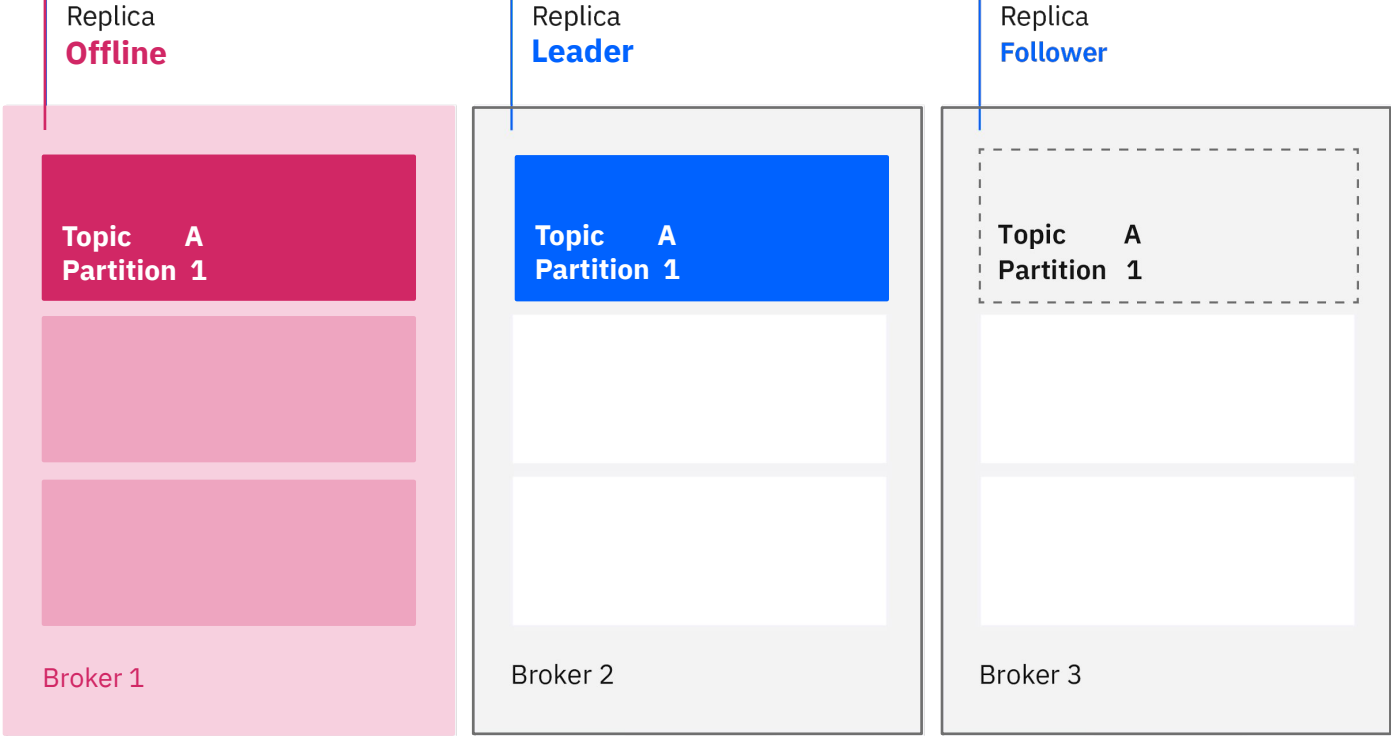 Replica
Offline
Replica
Leader
Replica
Follower
Topic A
Partition 1
Topic A
Partition 1
Topic A
Partition 1
Broker 1
Broker 2
Broker 3